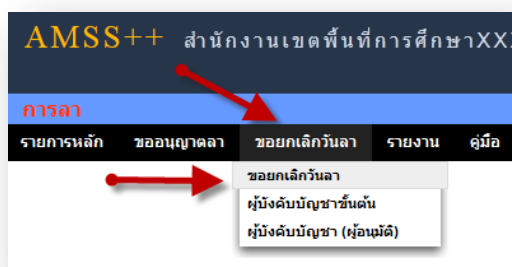 AMSS++ สำนักงานเขตพื้นที่การศึกษาXX
การลา
รายการหลัก ขออนุญาตลา ขอยกเลิกวันลา รายงาน คู่มือ
ขอยกเลิกวันลา
ผู้บังคับบัญชาขั้นต้น
ผู้บังคับบัญชา (ผู้อนุมัติ)